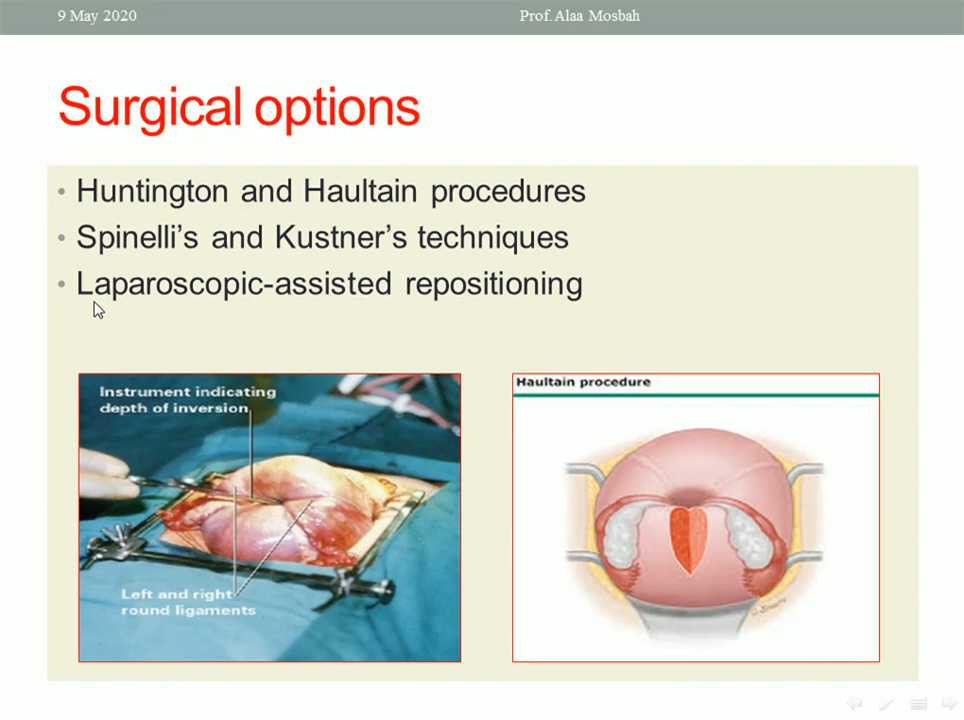 9 May 2020
Prof.Alaa Mosbah
Surgical options
• Huntington and Haultain procedures
• Spinelli’s and Kustner’s techniques
• Laparoscopic-assisted repositioning
Instrument indicating
depth of inversion
Left and right
round ligaments
Haultain procedure